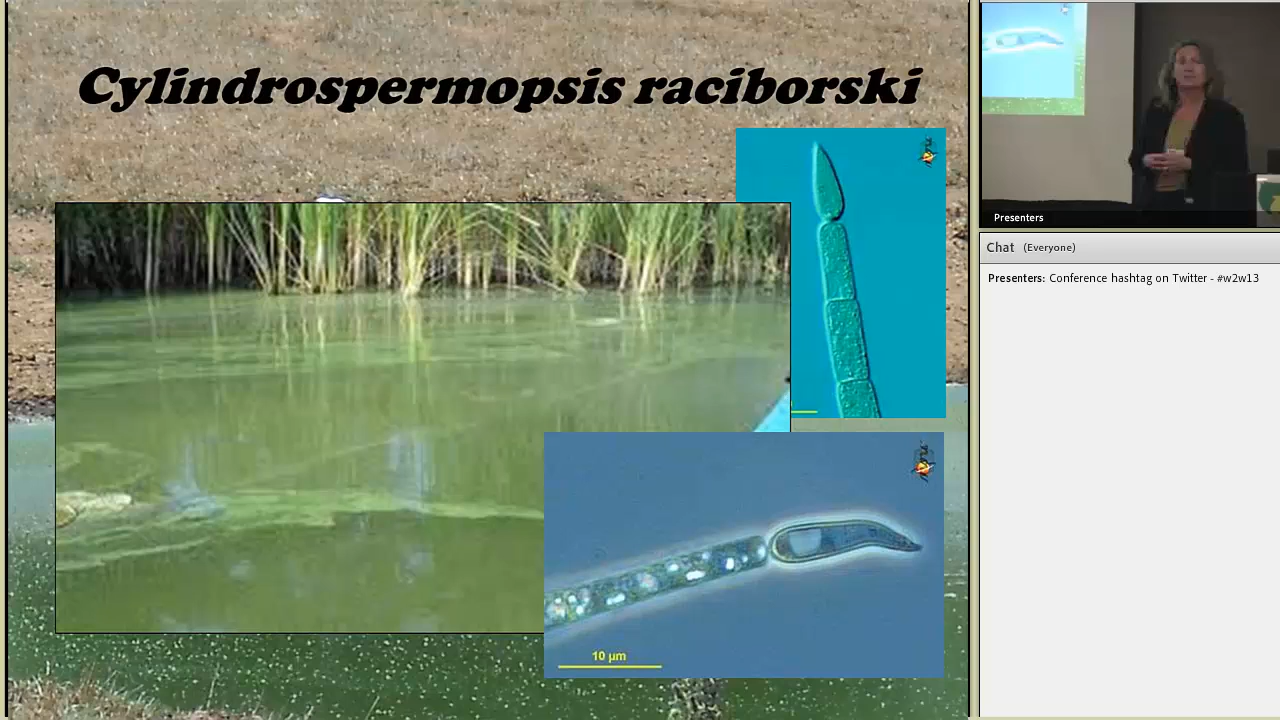 Cylindrospermopsis raciborski
10 µm
Presenters
Chat (Everyone)
Presenters: Conference hashtag on Twitter - #w2w13